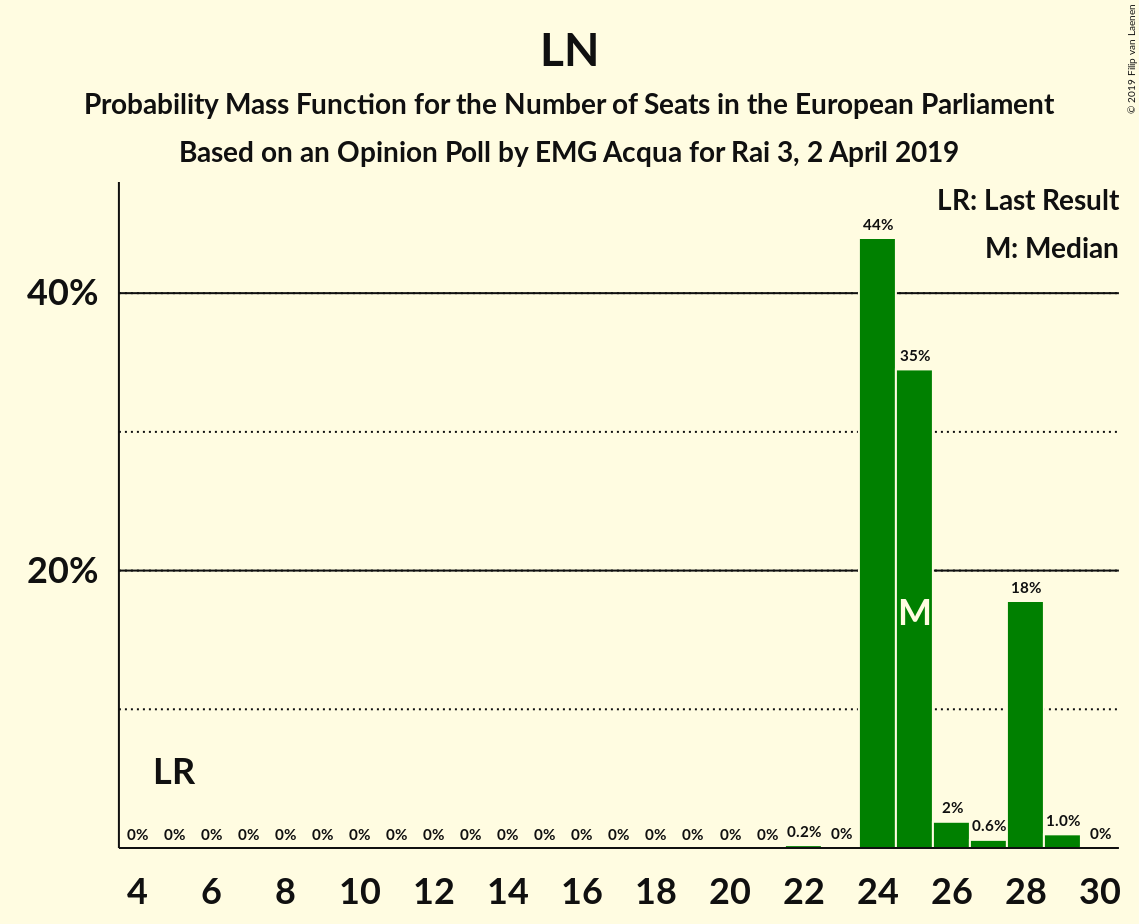 LN
Probability Mass Function for the Number of Seats in the European Parliament
Based on an Opinion Poll by EMG Acqua for Rai 3, 2 April 2019
© 2019 Filip van Laenen
LR: Last Result
M: Median
44%
40%
35%
20%
18%
M
LR
2%
0% 0% 0% 0% 0% 0% 0% 0% 0% 0% 0% 0% 0% 0% 0% 0% 0% 0% 0.2% 0% 0.6% 1.0% 0%
4 6 8 10 12 14 16 18 20 22 24 26 28 30